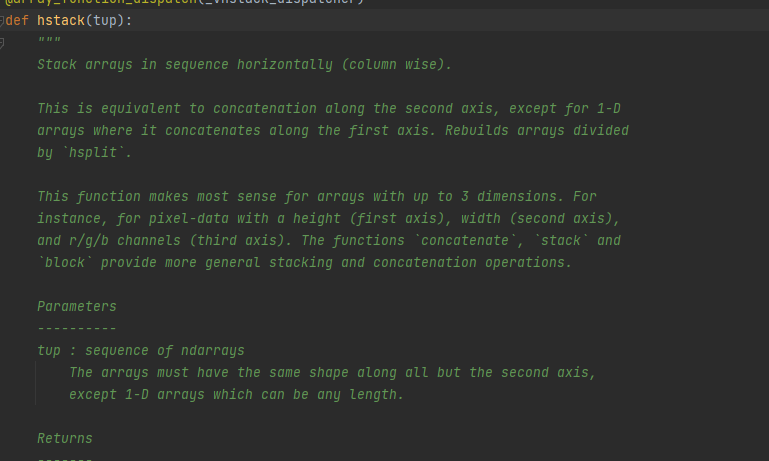 @array_function_dispatch(_vhstack_dispatcher)
def hstack(tup):
"""
Stack arrays in sequence horizontally (column wise).
This is equivalent to concatenation along the second axis, except for 1-D
arrays where it concatenates along the first axis. Rebuilds arrays divided
by `hsplit`.
This function makes most sense for arrays with up to 3 dimensions. For
instance, for pixel-data with a height (first axis), width (second axis),
and r/g/b channels (third axis). The functions `concatenate`, `stack` and
`block` provide more general stacking and concatenation operations.
Parameters
----------
tup : sequence of ndarrays
The arrays must have the same shape along all but the second axis,
except 1-D arrays which can be any length.
Returns
-------